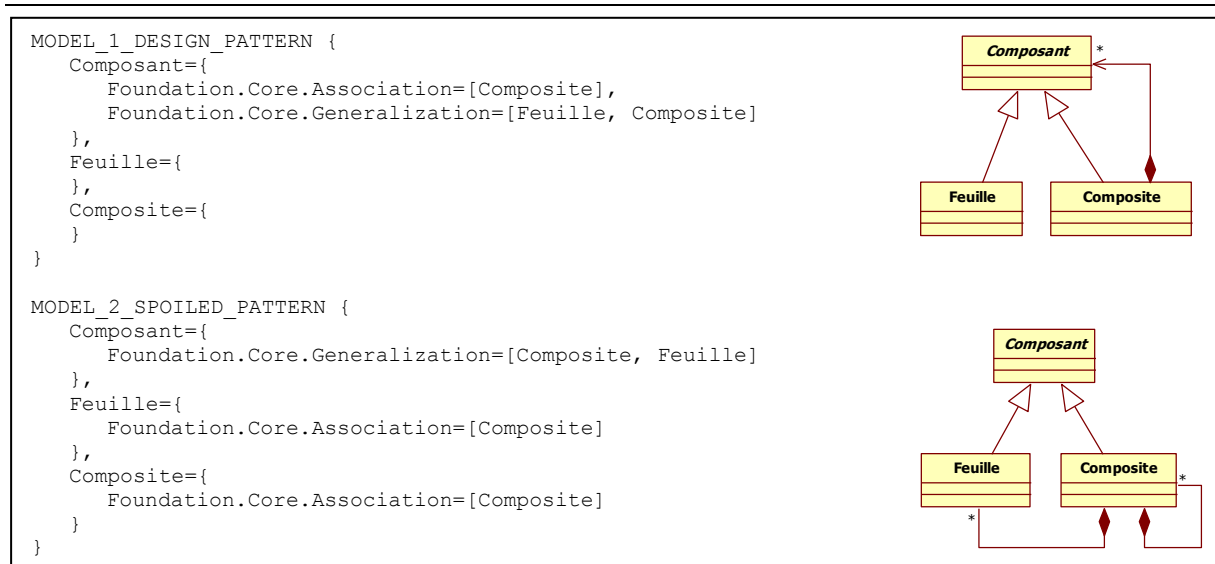 MODEL_1_DESIGN_PATTERN {
Composant={
Foundation.Core.Association=[Composite],
Foundation.Core.Generalization=[Feuille, Composite]
},
Feuille={
},
Composite={
}
}
Composant
*
Feuille
Composite
MODEL_2_SPOILED_PATTERN {
Composant={
Foundation.Core.Generalization=[Composite, Feuille]
},
Feuille={
Foundation.Core.Association=[Composite]
},
Composite={
Foundation.Core.Association=[Composite]
}
}
Composant
Feuille
Composite
*
*